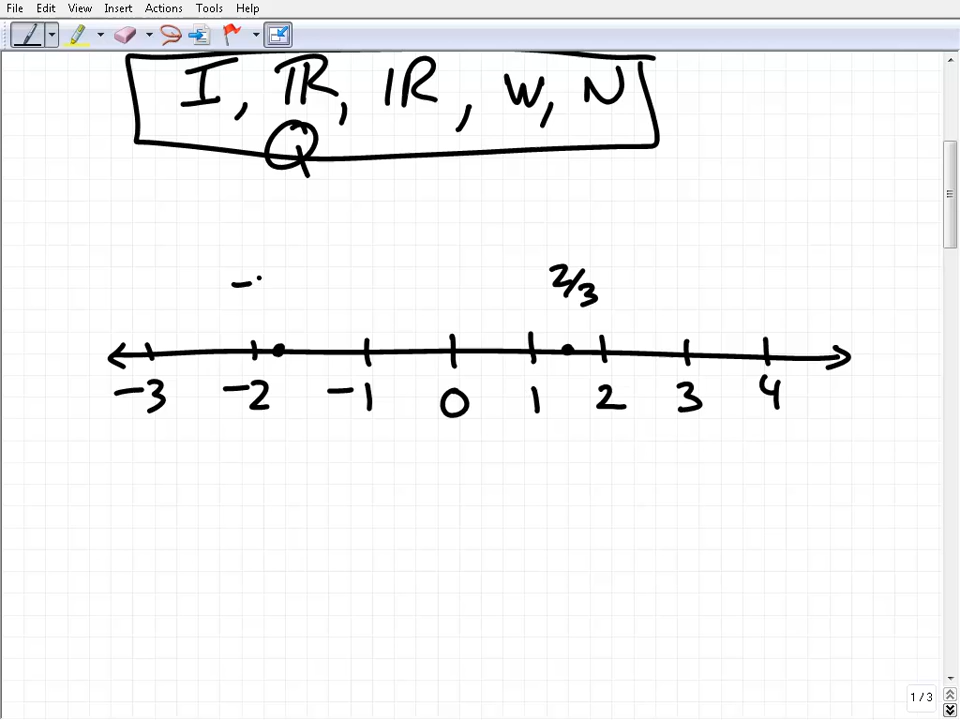 File Edit View Insert Actions Tools Help
I, R, IR, W, N
Q
- 2/3
-3 -2 -1 0 1 2 3 4
1 / 3